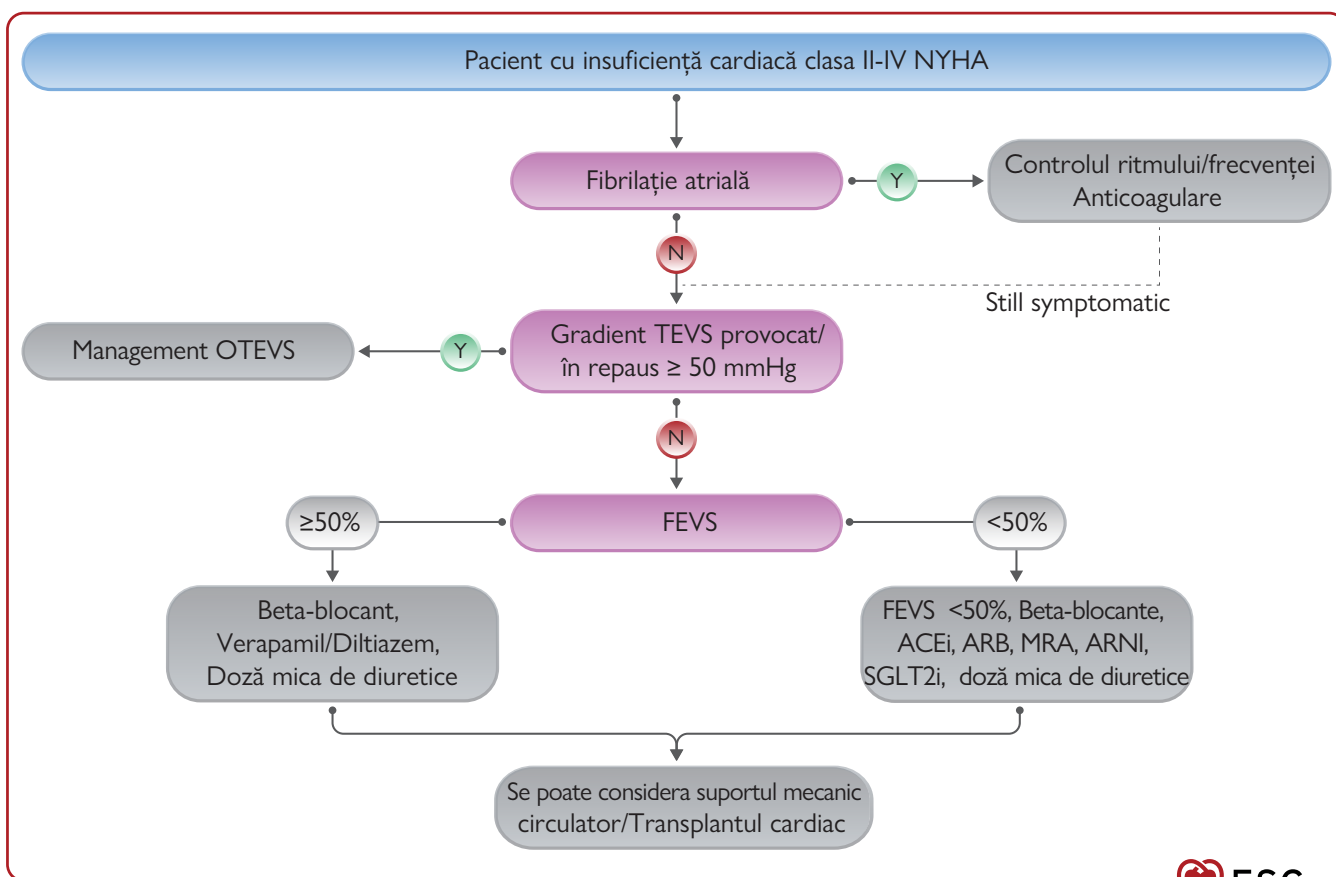 Pacient cu insuficiență cardiacă clasa II-IV NYHA
Fibrilație atrială
Y
Controlul ritmului/frecvenței
Anticoagulare
N
Still symptomatic
Management OTEVS
Y
Gradient TEVS provocat/
în repaus ≥ 50 mmHg
N
≥50%
FEVS
<50%
Beta-blocant,
Verapamil/Diltiazem,
Doză mica de diuretice
FEVS <50%, Beta-blocante,
ACEi, ARB, MRA, ARNI,
SGLT2i, doză mica de diuretice
Se poate considera suportul mecanic
circulator/Transplantul cardiac
ESC